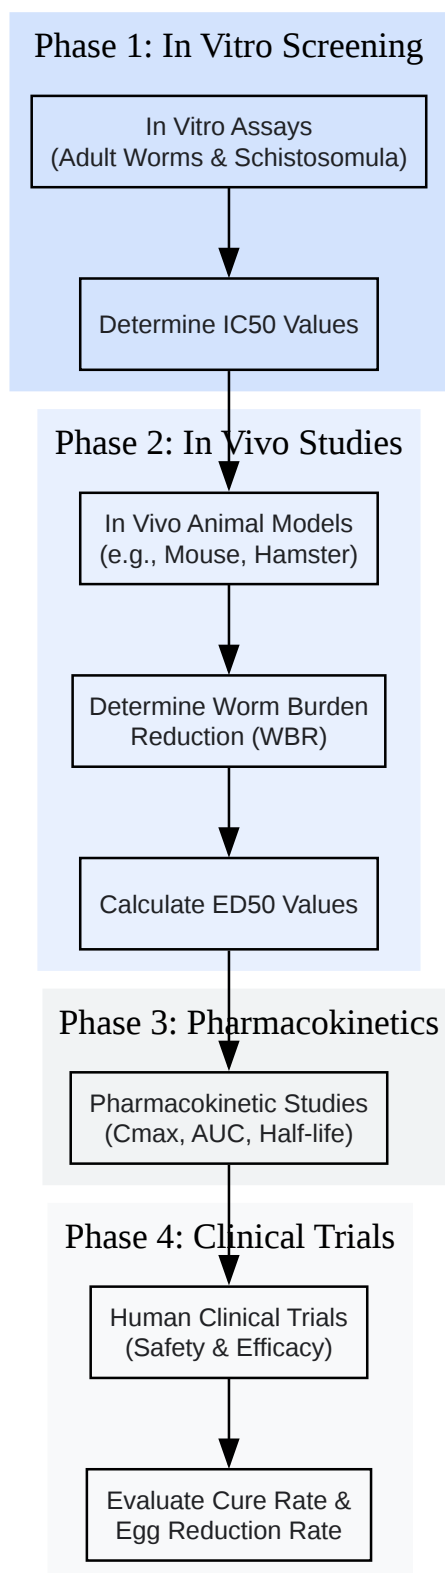 Phase 1: In Vitro Screening
In Vitro Assays
(Adult Worms & Schistosomula)
Determine IC50 Values
Phase 2: In Vivo Studies
In Vivo Animal Models
(e.g., Mouse, Hamster)
Determine Worm Burden
Reduction (WBR)
Calculate ED50 Values
Phase 3: Pharmacokinetics
Pharmacokinetic Studies
(Cmax, AUC, Half-life)
Phase 4: Clinical Trials
Human Clinical Trials
(Safety & Efficacy)
Evaluate Cure Rate &
Egg Reduction Rate